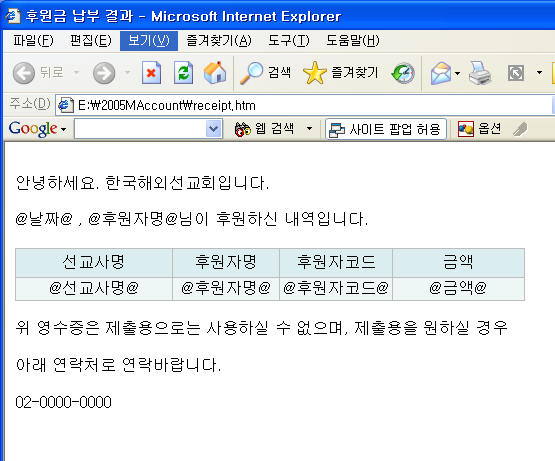 후원금 납부 결과 - Microsoft Internet Explorer
파일(F) 편집(E) 보기(V) 즐겨찾기(A) 도구(T) 도움말(H)
뒤로 검색 즐겨찾기
주소(D) E:\2005MAccount\receipt.htm
Google 웹 검색 사이트 팝업 허용 옵션
안녕하세요. 한국해외선교회입니다.
@날짜@ , @후원자명@님이 후원하신 내역입니다.
선교사명 후원자명 후원자코드 금액
@선교사명@ @후원자명@ @후원자코드@ @금액@
위 영수증은 제출용으로는 사용하실 수 없으며, 제출용을 원하실 경우
아래 연락처로 연락바랍니다.
02-0000-0000